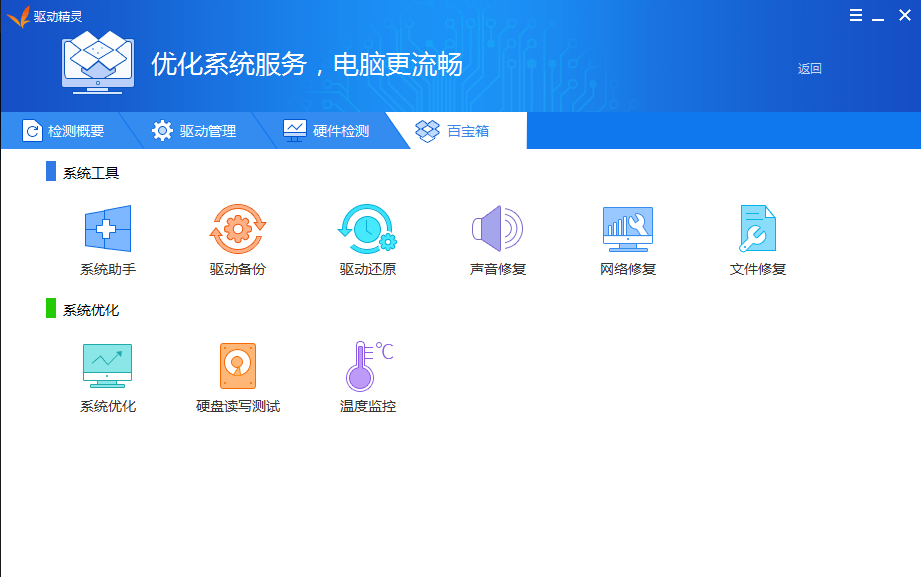 驱动精灵
优化系统服务，电脑更流畅
返回
检测概要 驱动管理 硬件检测 百宝箱
系统工具
系统助手 驱动备份 驱动还原 声音修复 网络修复 文件修复
系统优化
°C
系统优化 硬盘读写测试 温度监控